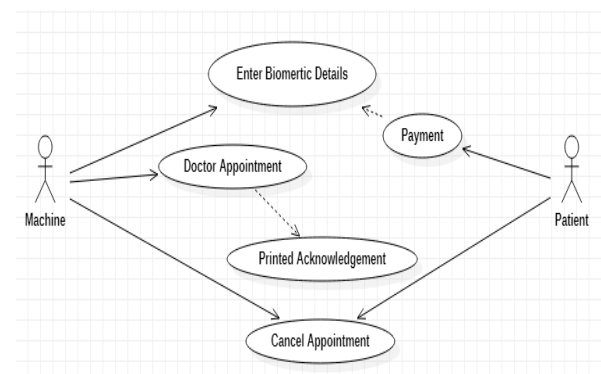 Enter Biomertic Details
Payment
Doctor Appointment
Machine
Patient
Printed Acknowledgement
Cancel Appointment